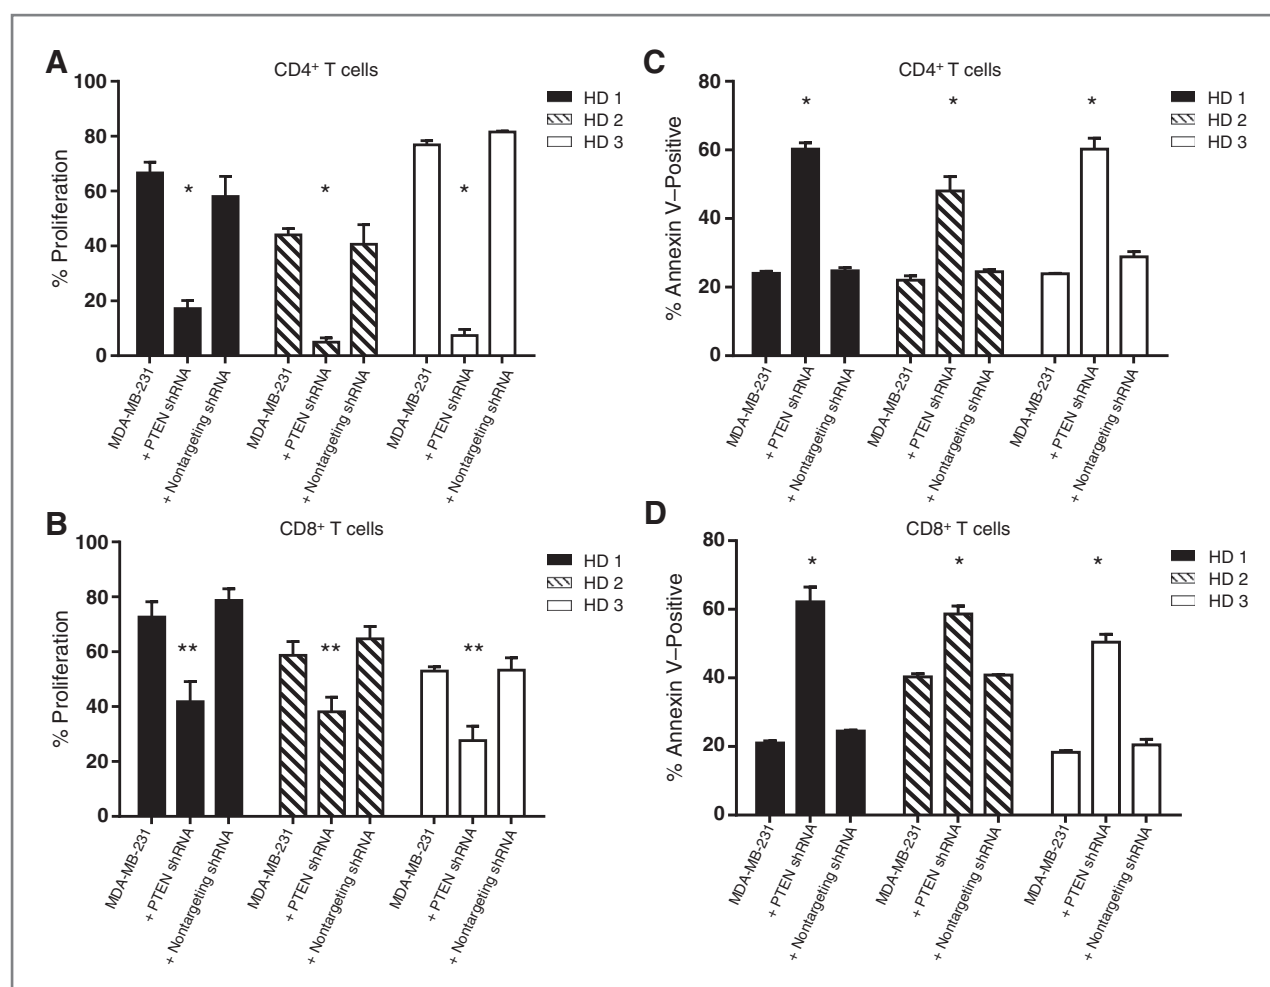 A
CD4+ T cells
% Proliferation
100
80
60
40
20
0
*
*
*
HD 1
HD 2
HD 3
MDA-MB-231
+ PTEN shRNA
+ Nontargeting shRNA
MDA-MB-231
+ PTEN shRNA
+ Nontargeting shRNA
MDA-MB-231
+ PTEN shRNA
+ Nontargeting shRNA
C
CD4+ T cells
% Annexin V–Positive
80
60
40
20
0
*
*
*
HD 1
HD 2
HD 3
MDA-MB-231
+ PTEN shRNA
+ Nontargeting shRNA
MDA-MB-231
+ PTEN shRNA
+ Nontargeting shRNA
MDA-MB-231
+ PTEN shRNA
+ Nontargeting shRNA
B
CD8+ T cells
% Proliferation
100
80
60
40
20
0
**
**
**
HD 1
HD 2
HD 3
MDA-MB-231
+ PTEN shRNA
+ Nontargeting shRNA
MDA-MB-231
+ PTEN shRNA
+ Nontargeting shRNA
MDA-MB-231
+ PTEN shRNA
+ Nontargeting shRNA
D
CD8+ T cells
% Annexin V–Positive
80
60
40
20
0
*
*
*
HD 1
HD 2
HD 3
MDA-MB-231
+ PTEN shRNA
+ Nontargeting shRNA
MDA-MB-231
+ PTEN shRNA
+ Nontargeting shRNA
MDA-MB-231
+ PTEN shRNA
+ Nontargeting shRNA